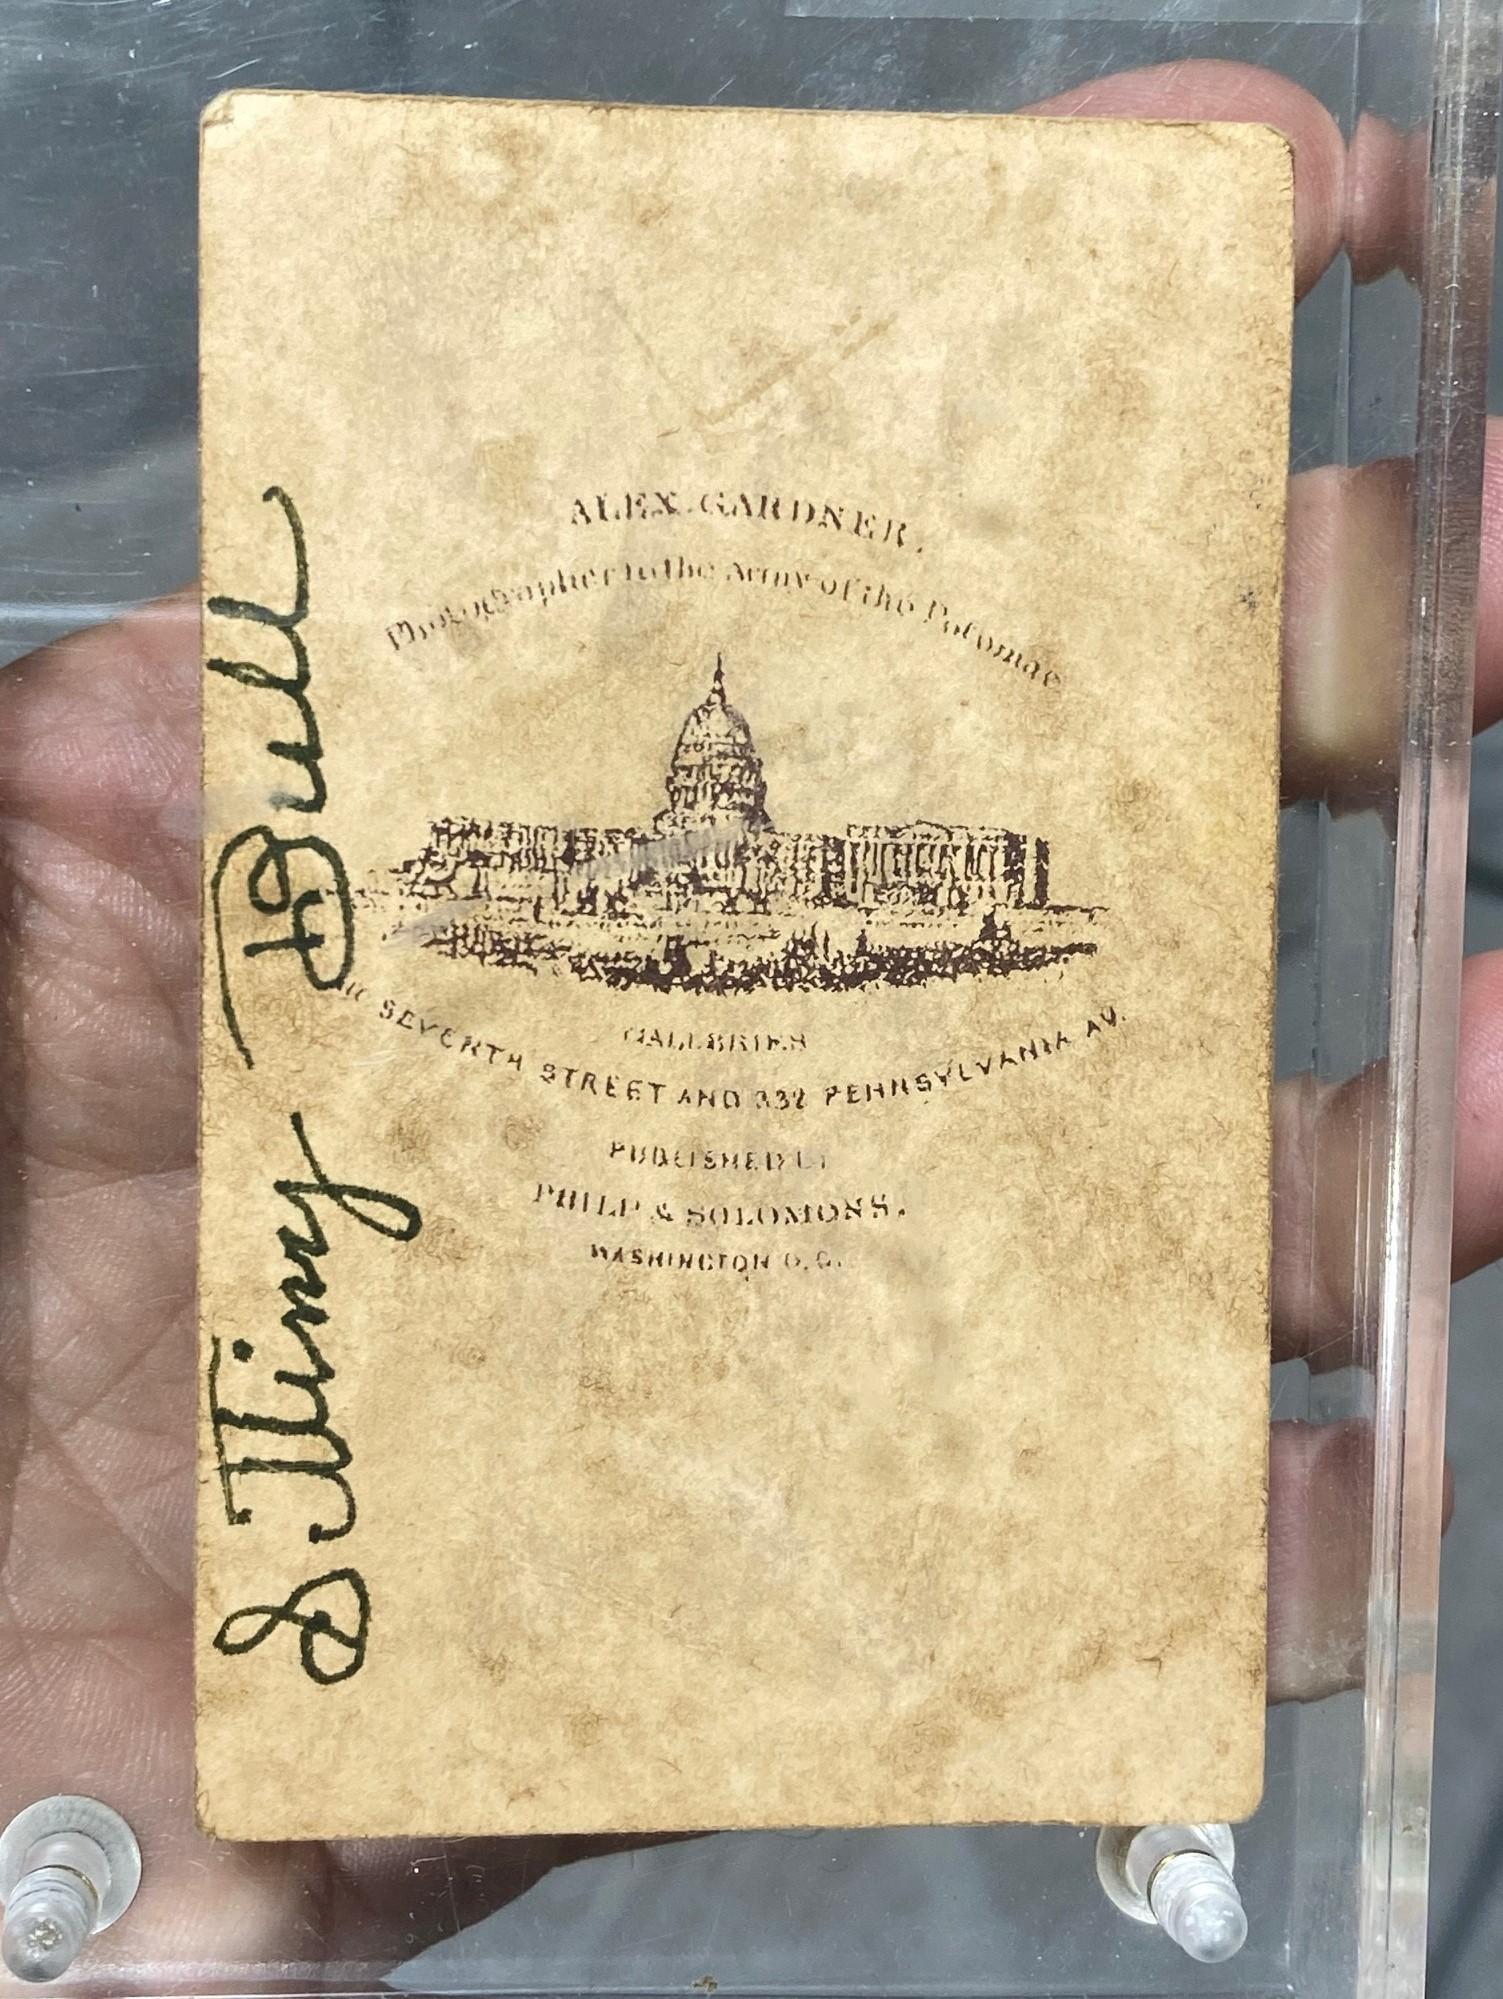 ALEX. GARDNER.
Photographer to the Army of the Potomac
GALLERIES
SEVENTH STREET AND 332 PENNSYLVANIA AV.
PUBLISHED BY
PHILP & SOLOMONS.
WASHINGTON D.C.
Sitting Bull